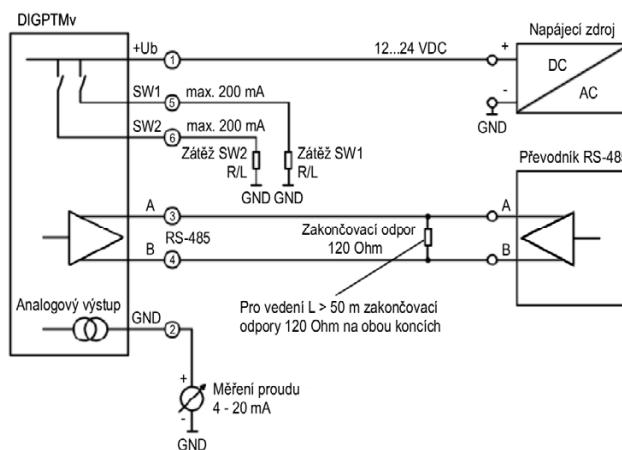 DIGPTMv
Napájecí zdroj
+Ub
1
12...24 VDC
+
DC
AC
-
GND
SW1
max. 200 mA
5
SW2
max. 200 mA
6
Zátěž SW2
R/L
Zátěž SW1
R/L
GND
GND
Převodník RS-485
A
3
A
RS-485
Zakončovací odpor
120 Ohm
B
4
B
Pro vedení L > 50 m zakončovací
odpory 120 Ohm na obou koncích
Analogový výstup
GND
2
+
Měření proudu
4 - 20 mA
-
GND